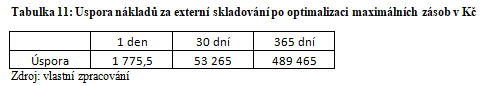 Tabulka 11: Uspora nákladů za externí skladování po optimalizaci maximálních zásob v Kč
1 den 30 dní 365 dní
Úspora 1 775,5 53 265 489 465
Zdroj: vlastní zpracování